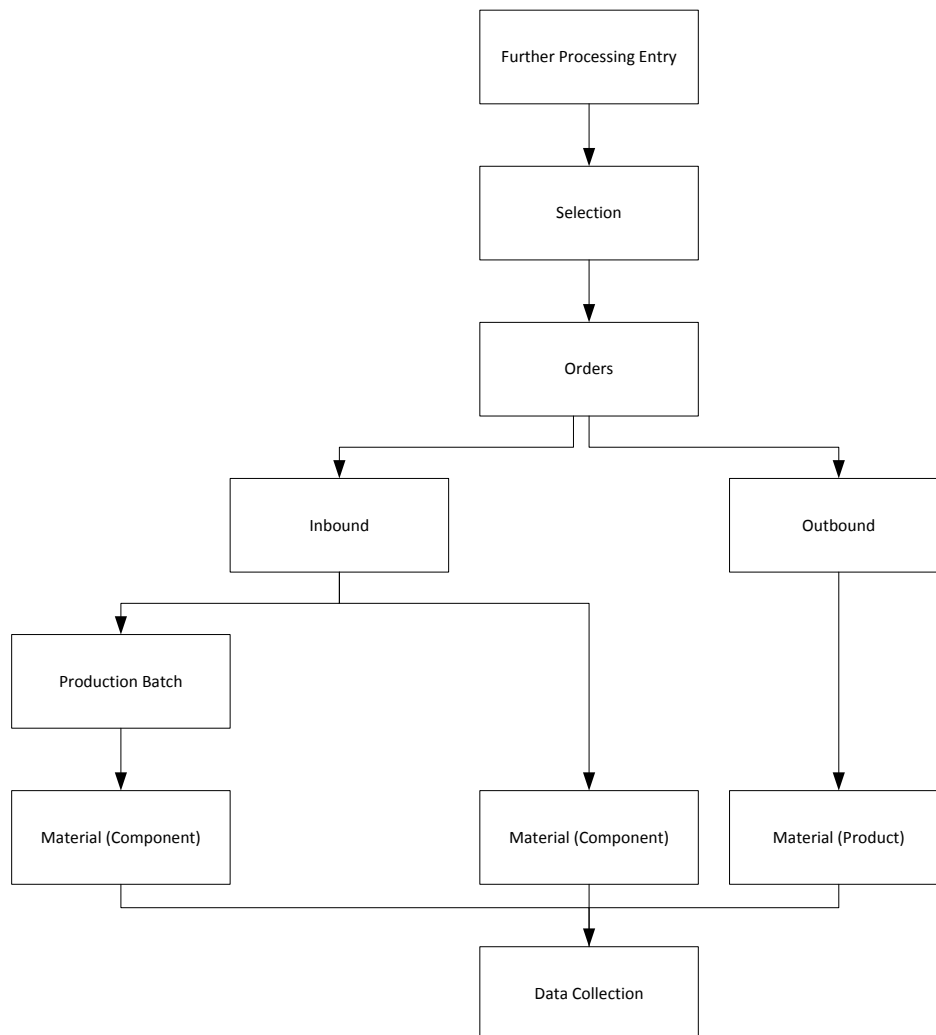 Further Processing Entry
Selection
Orders
Inbound
Outbound
Production Batch
Material (Component)
Material (Component)
Material (Product)
Data Collection